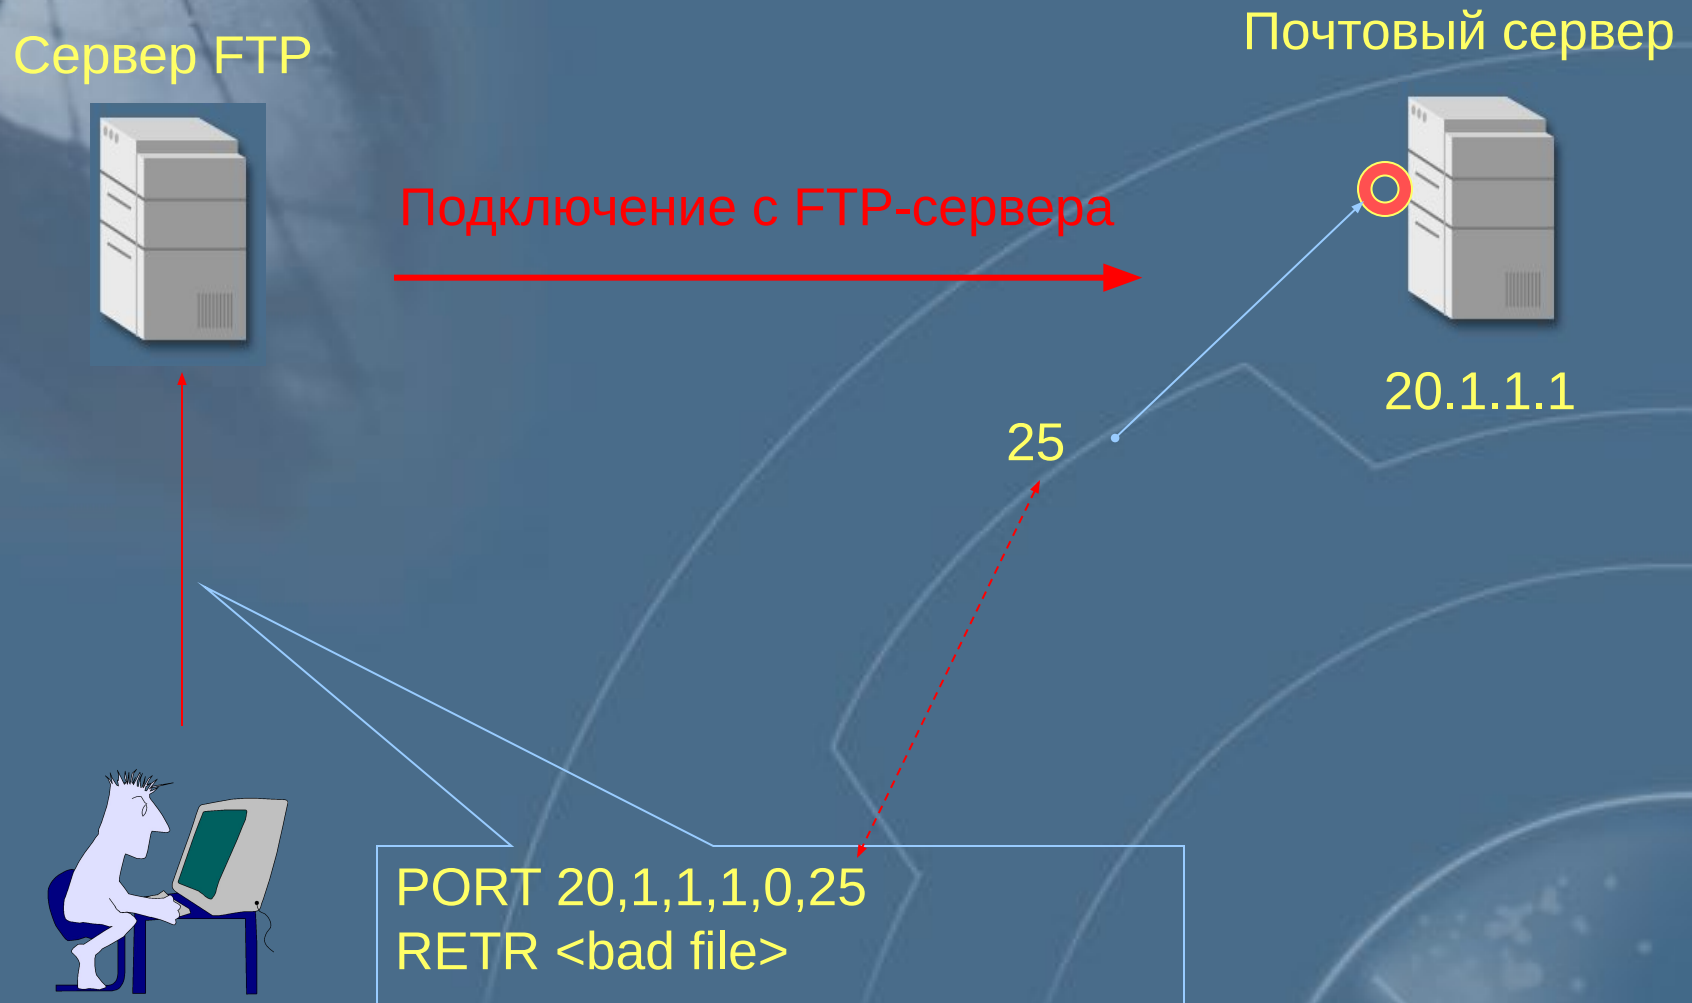 Сервер FTP
Почтовый сервер
Подключение с FTP-сервера
20.1.1.1
25
PORT 20,1,1,1,0,25
RETR <bad file>